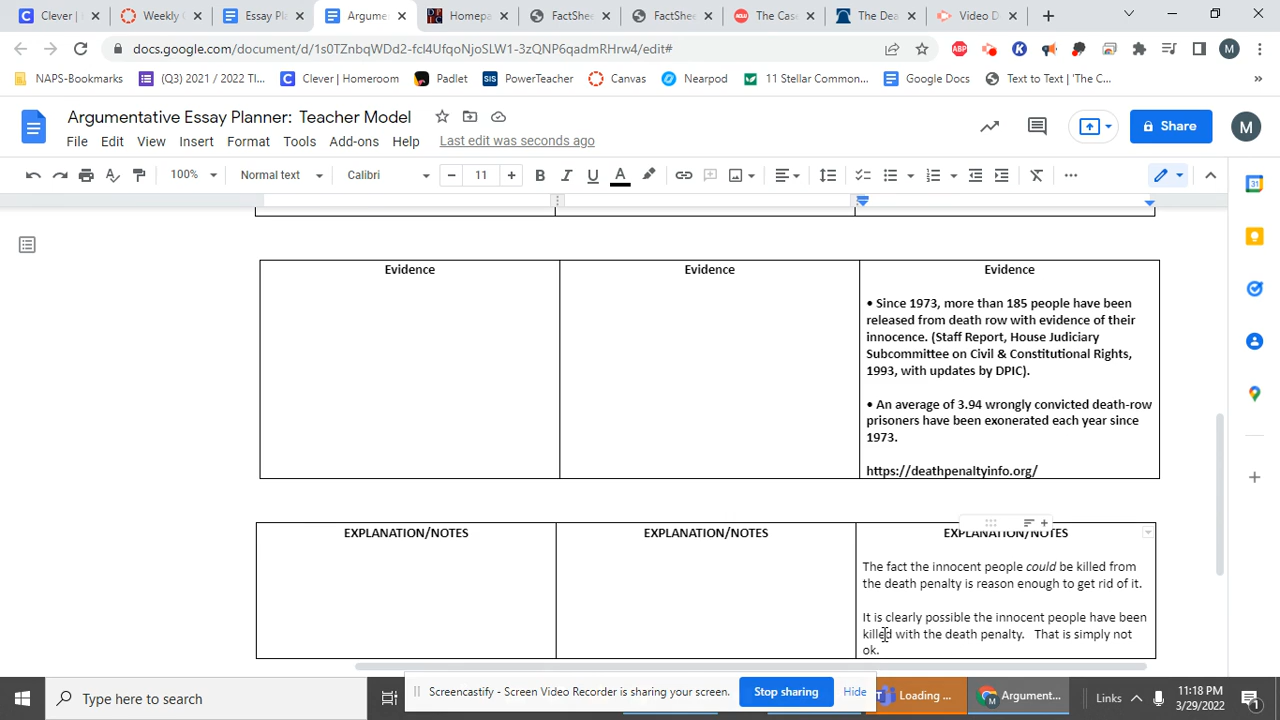 Clever |
Weekly
Essay Plan
Argume
Homepa
FactShee
FactShee
The Case
The Dea
Video D
docs.google.com/document/d/1s0TZnbqWDd2-fcI4UfqoNjoSLW1-3zQNP6qadmRHrw4/edit#
ABP
K
M
NAPS-Bookmarks
(Q3) 2021 / 2022 TI...
Clever | Homeroom
Padlet
SIS
PowerTeacher
Canvas
Nearpod
11 Stellar Common...
Google Docs
Text to Text | 'The C...
»
Argumentative Essay Planner: Teacher Model
File Edit View Insert Format Tools Add-ons Help
Last edit was seconds ago
Share
M
100%
Normal text
Calibri
11
B I U A
31
Evidence
Evidence
Evidence
• Since 1973, more than 185 people have been
released from death row with evidence of their
innocence. (Staff Report, House Judiciary
Subcommittee on Civil & Constitutional Rights,
1993, with updates by DPIC).
• An average of 3.94 wrongly convicted death-row
prisoners have been exonerated each year since
1973.
https://deathpenaltyinfo.org/
EXPLANATION/NOTES
EXPLANATION/NOTES
EXPLANATION/NOTES
The fact the innocent people could be killed from
the death penalty is reason enough to get rid of it.
It is clearly possible the innocent people have been
killed with the death penalty. That is simply not
ok.
Screencastify - Screen Video Recorder is sharing your screen.
Stop sharing
Hide
Type here to search
Loading ...
Argument...
Links
11:18 PM
3/29/2022
1